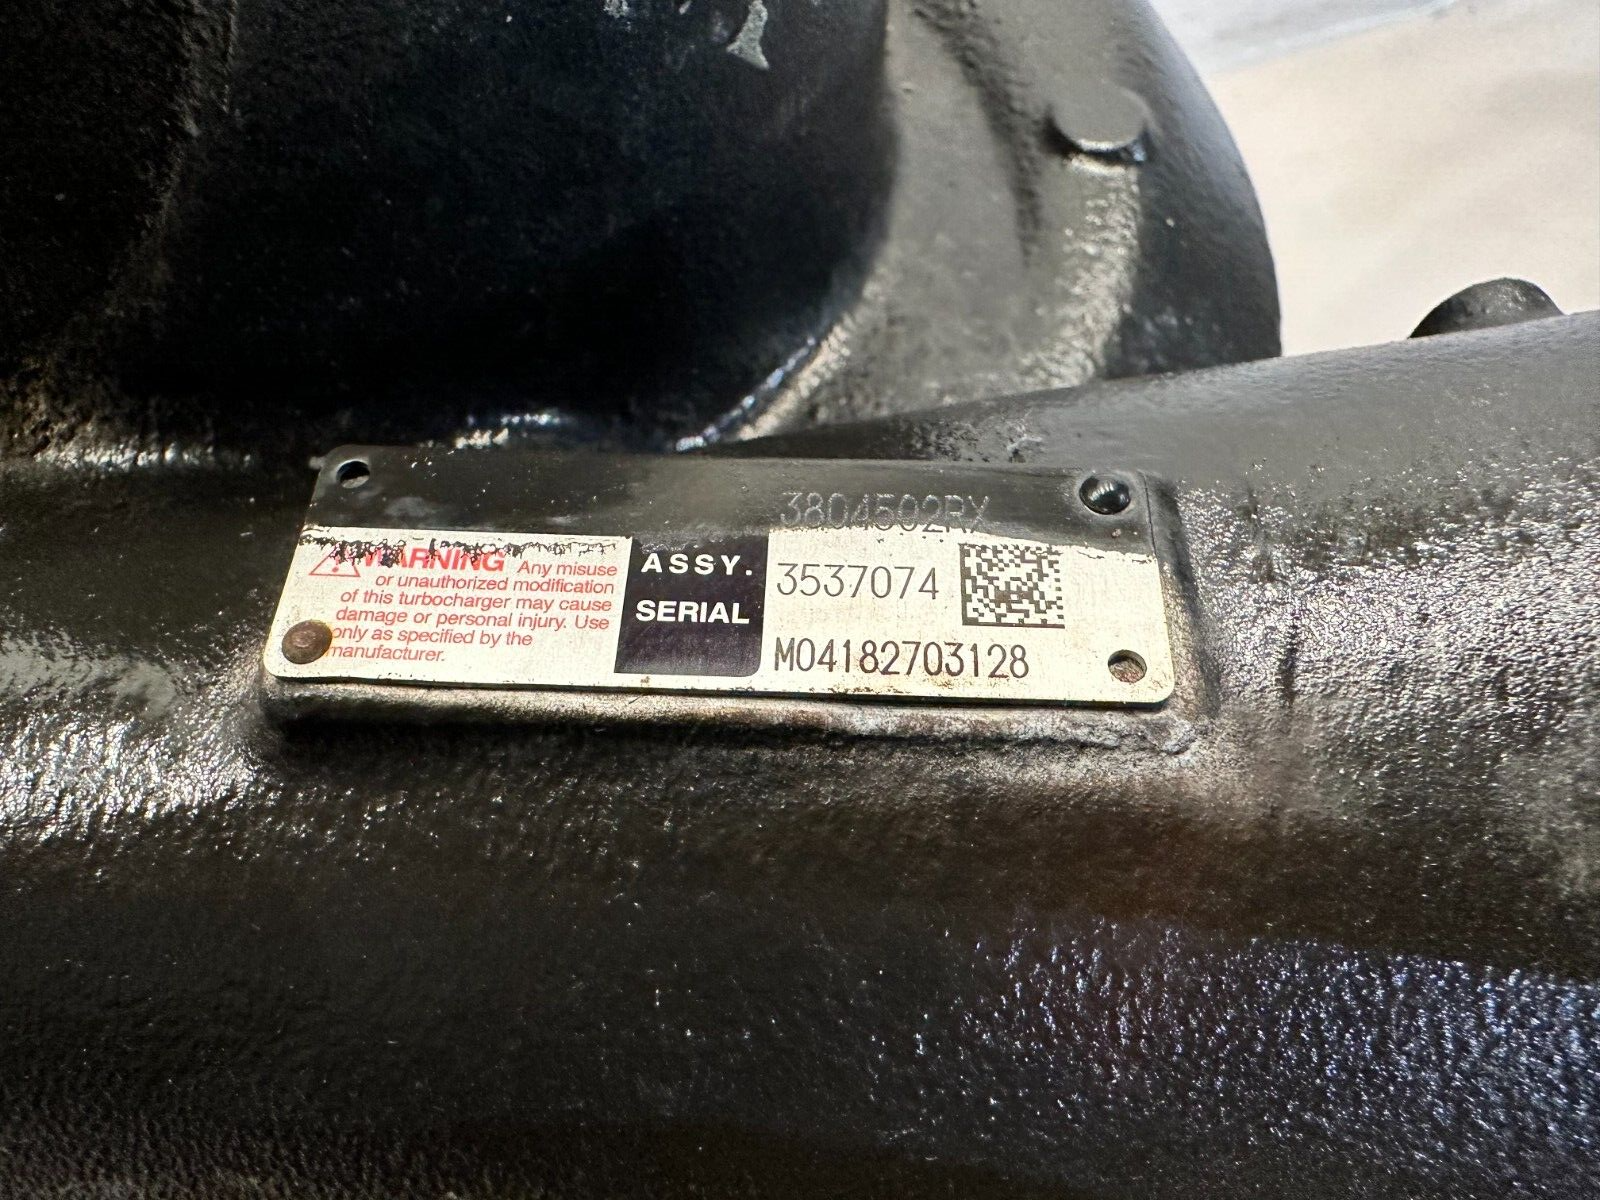 3804502RX
WARNING Any misuse
or unauthorized modification
of this turbocharger may cause
damage or personal injury. Use
only as specified by the
manufacturer.
ASSY. 3537074
SERIAL M04182703128